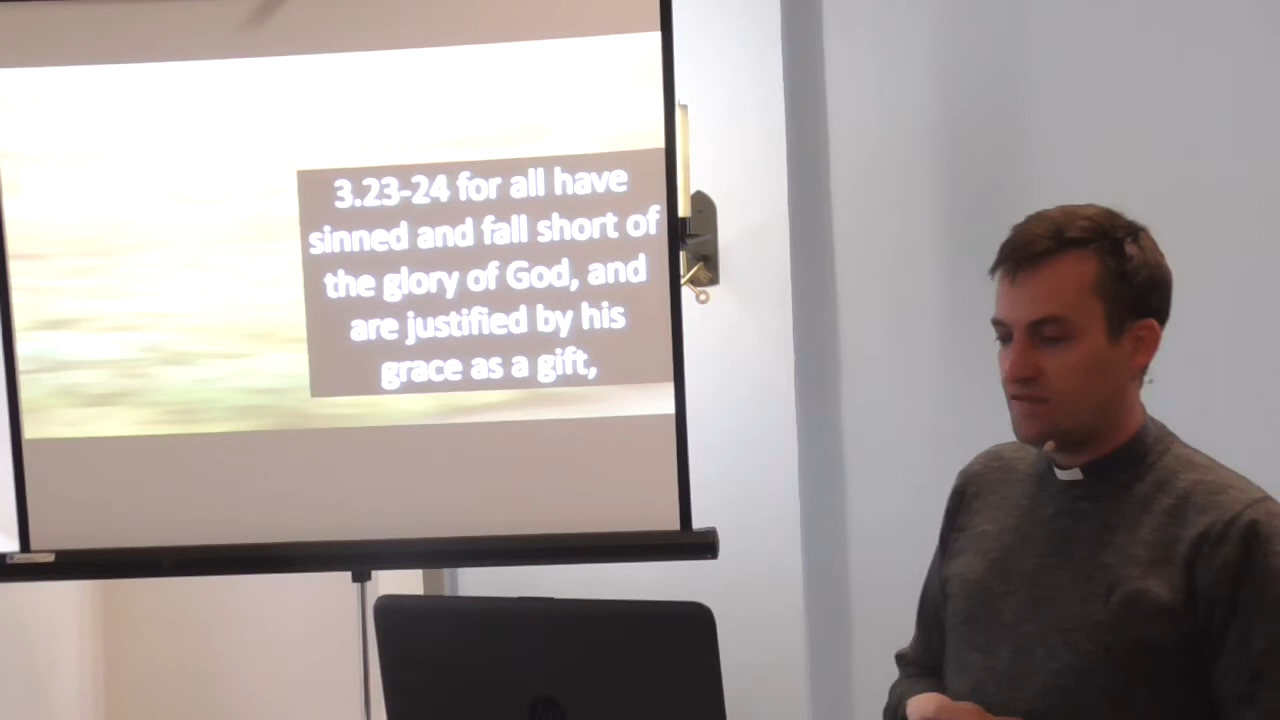 3.23-24 for all have
sinned and fall short of
the glory of God, and
are justified by his
grace as a gift,